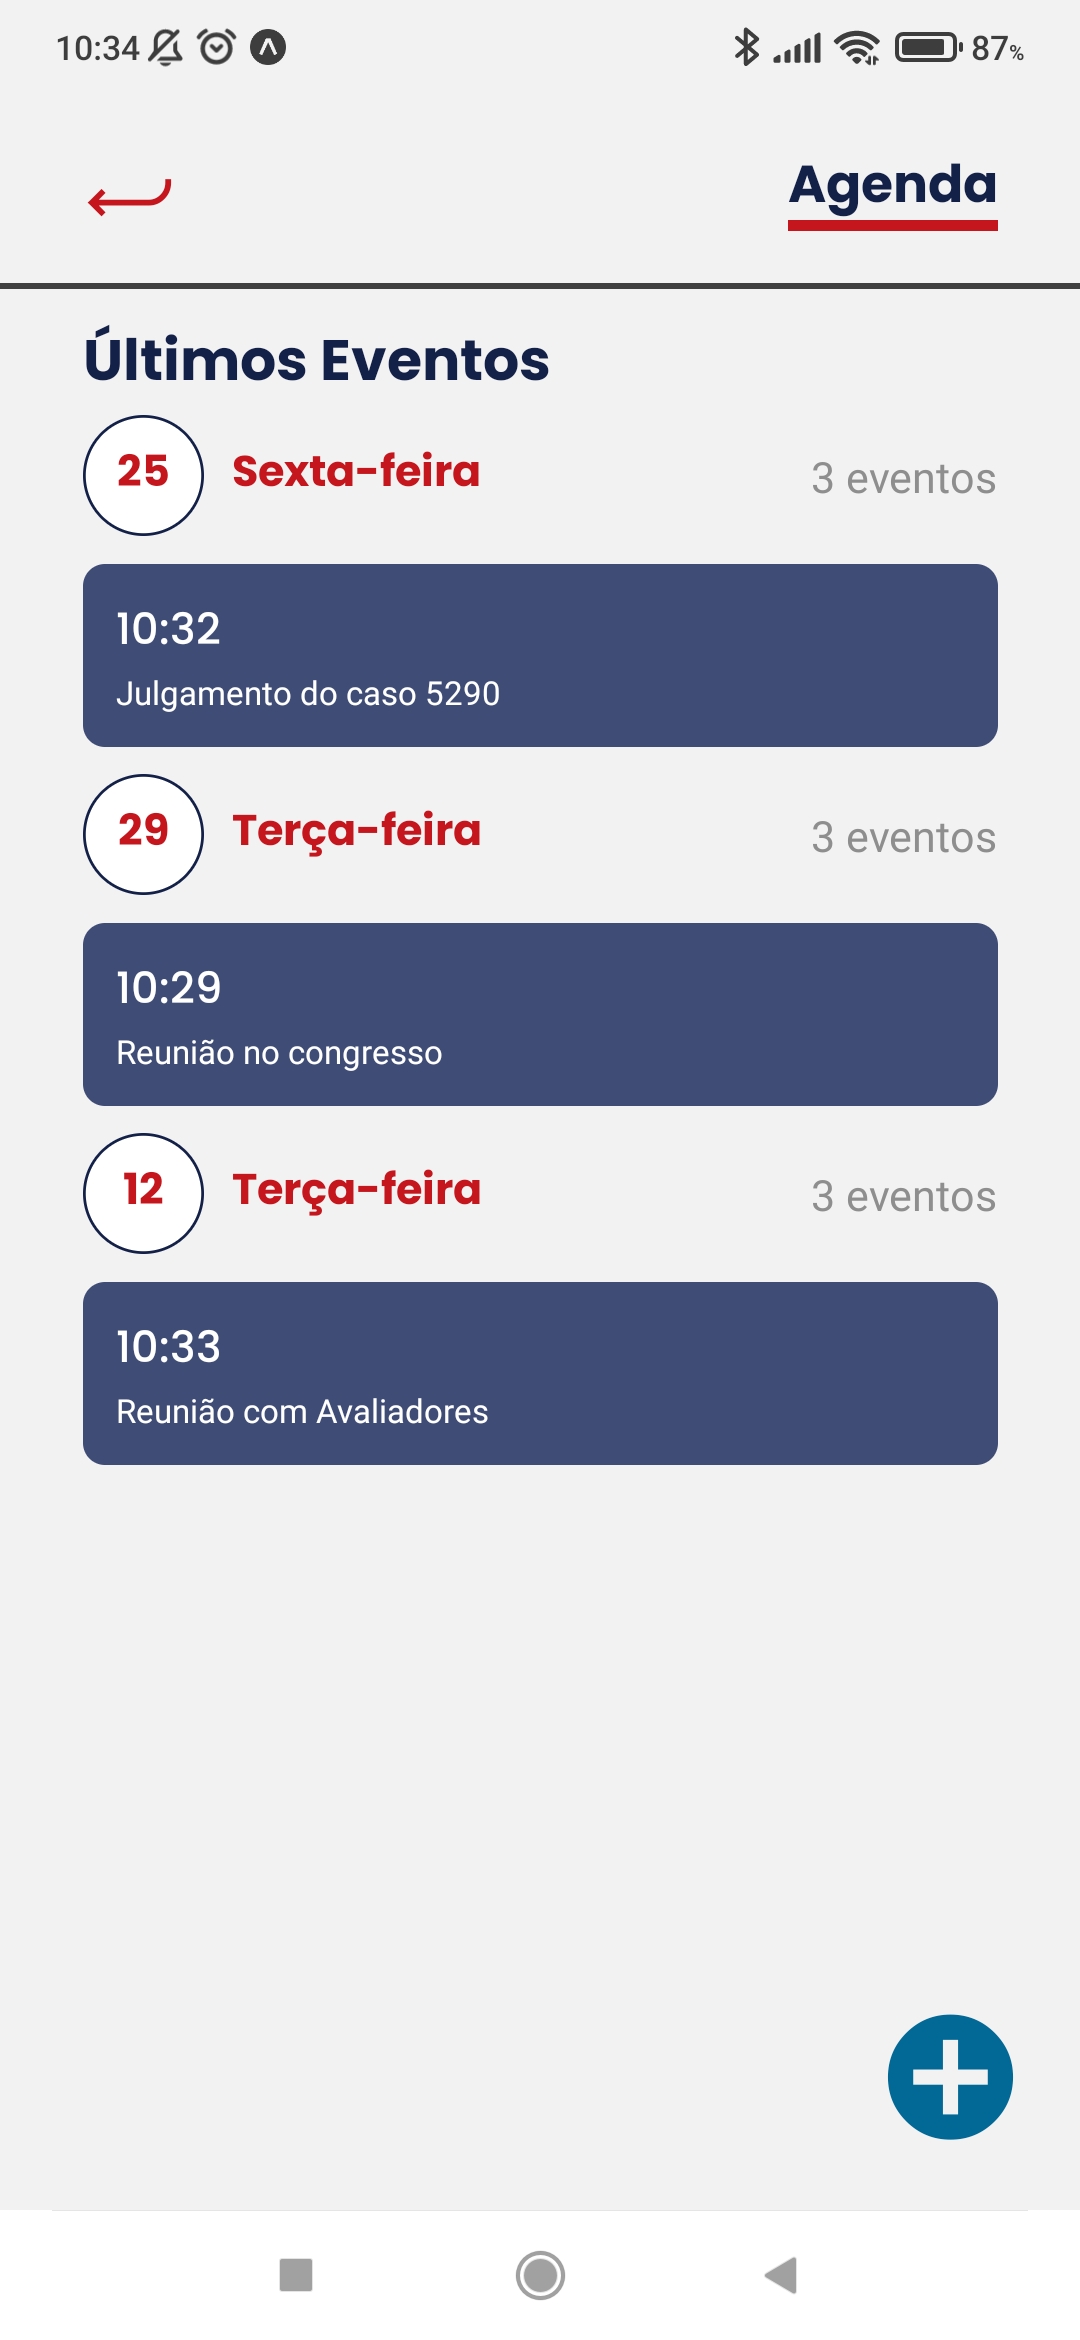 10:34 87%
Agenda
Últimos Eventos
25 Sexta-feira 3 eventos
10:32
Julgamento do caso 5290
29 Terça-feira 3 eventos
10:29
Reunião no congresso
12 Terça-feira 3 eventos
10:33
Reunião com Avaliadores